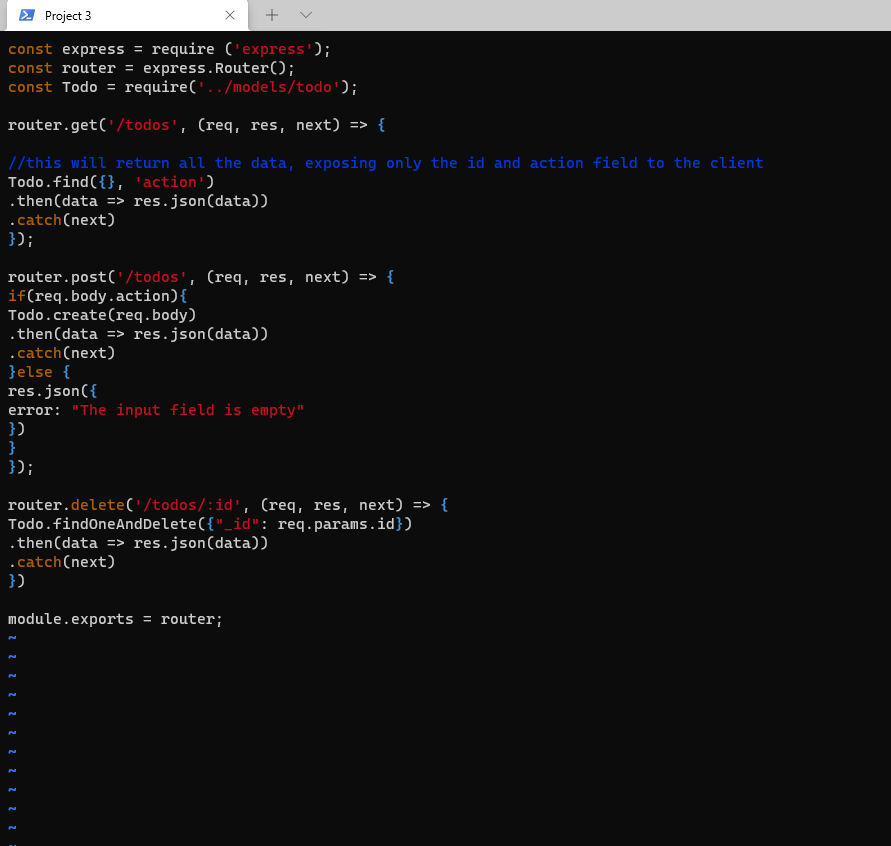 Project 3
const express = require ('express');
const router = express.Router();
const Todo = require('../models/todo');
router.get('/todos', (req, res, next) => {
//this will return all the data, exposing only the id and action field to the client
Todo.find({}, 'action')
.then(data => res.json(data))
.catch(next)
});
router.post('/todos', (req, res, next) => {
if(req.body.action){
Todo.create(req.body)
.then(data => res.json(data))
.catch(next)
}else {
res.json({
error: "The input field is empty"
})
}
});
router.delete('/todos/:id', (req, res, next) => {
Todo.findOneAndDelete({"_id": req.params.id})
.then(data => res.json(data))
.catch(next)
})
module.exports = router;
~
~
~
~
~
~
~
~
~
~
~
~